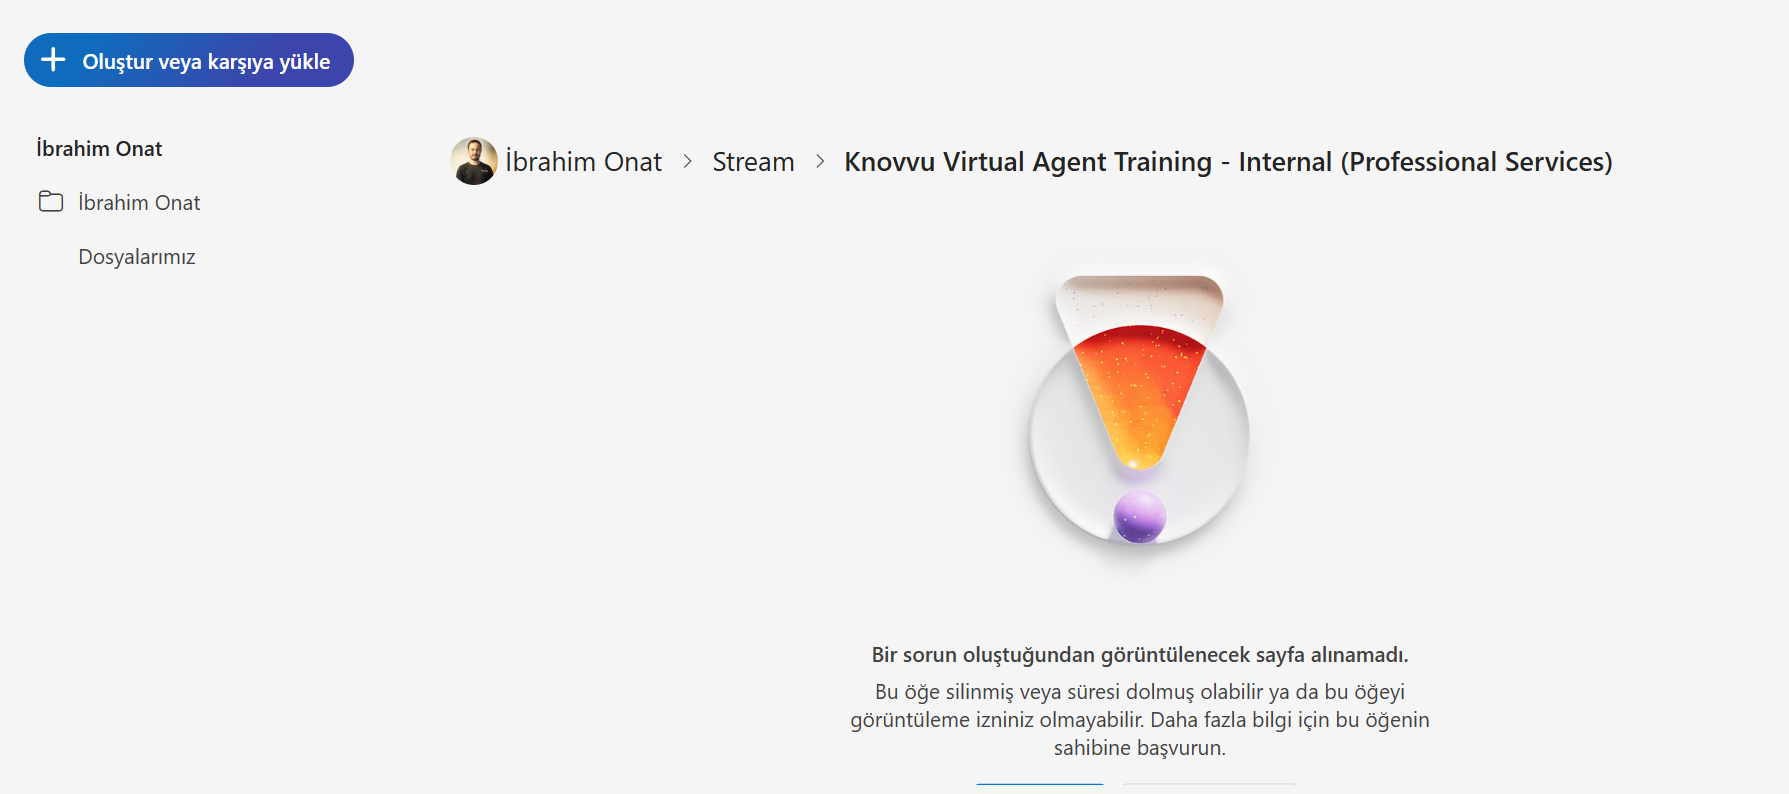 Oluştur veya karşıya yükle
İbrahim Onat
İbrahim Onat
Dosyalarımız
İbrahim Onat > Stream > Knovvu Virtual Agent Training - Internal (Professional Services)
Bir sorun oluştuğundan görüntülenecek sayfa alınamadı.
Bu öğe silinmiş veya süresi dolmuş olabilir ya da bu öğeyi
görüntüleme izniniz olmayabilir. Daha fazla bilgi için bu öğenin
sahibine başvurun.